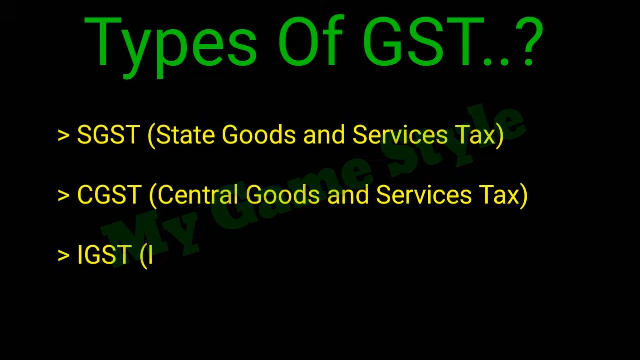 Types Of GST..?
> SGST (State Goods and Services Tax)
> CGST (Central Goods and Services Tax)
> IGST (I
My Game Style